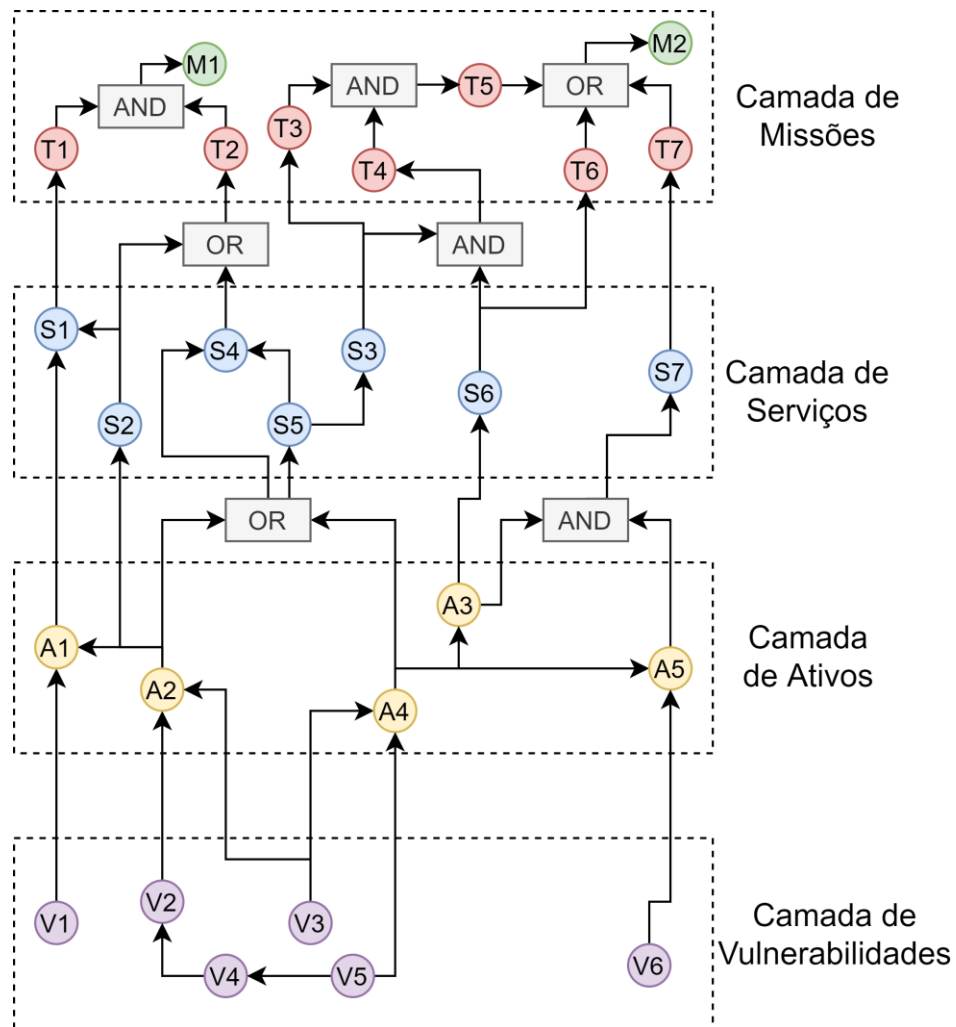 M1
M2
AND
AND
T5
OR
T3
T1
T2
T4
T6
T7
Camada de
Missões
OR
AND
S1
S4
S3
S6
S7
S2
S5
Camada de
Serviços
OR
AND
A3
A1
A2
A4
A5
Camada
de Ativos
V1
V2
V3
V4
V5
V6
Camada de
Vulnerabilidades